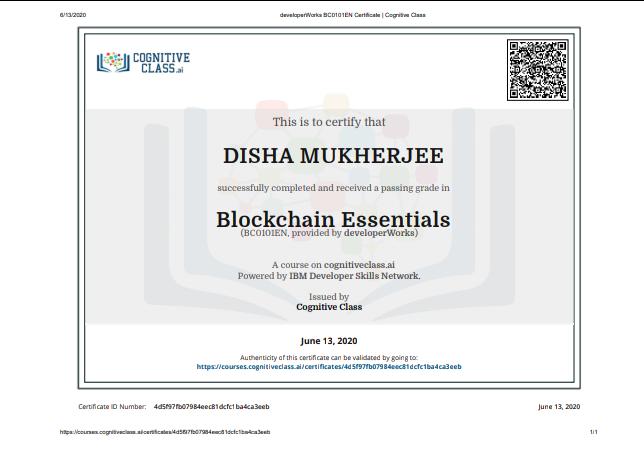 6/13/2020 developerWorks BC0101EN Certificate | Cognitive Class
COGNITIVE
CLASS.ai
This is to certify that
DISHA MUKHERJEE
successfully completed and received a passing grade in
Blockchain Essentials
(BC0101EN, provided by developerWorks)
A course on cognitiveclass.ai
Powered by IBM Developer Skills Network.
Issued by
Cognitive Class
June 13, 2020
Authenticity of this certificate can be validated by going to:
https://courses.cognitiveclass.ai/certificates/4d5f97fb07984eec81dcfc1ba4ca3eeb
Certificate ID Number: 4d5f97fb07984eec81dcfc1ba4ca3eeb June 13, 2020
https://courses.cognitiveclass.ai/certificates/4d5f97fb07984eec81dcfc1ba4ca3eeb 1/1